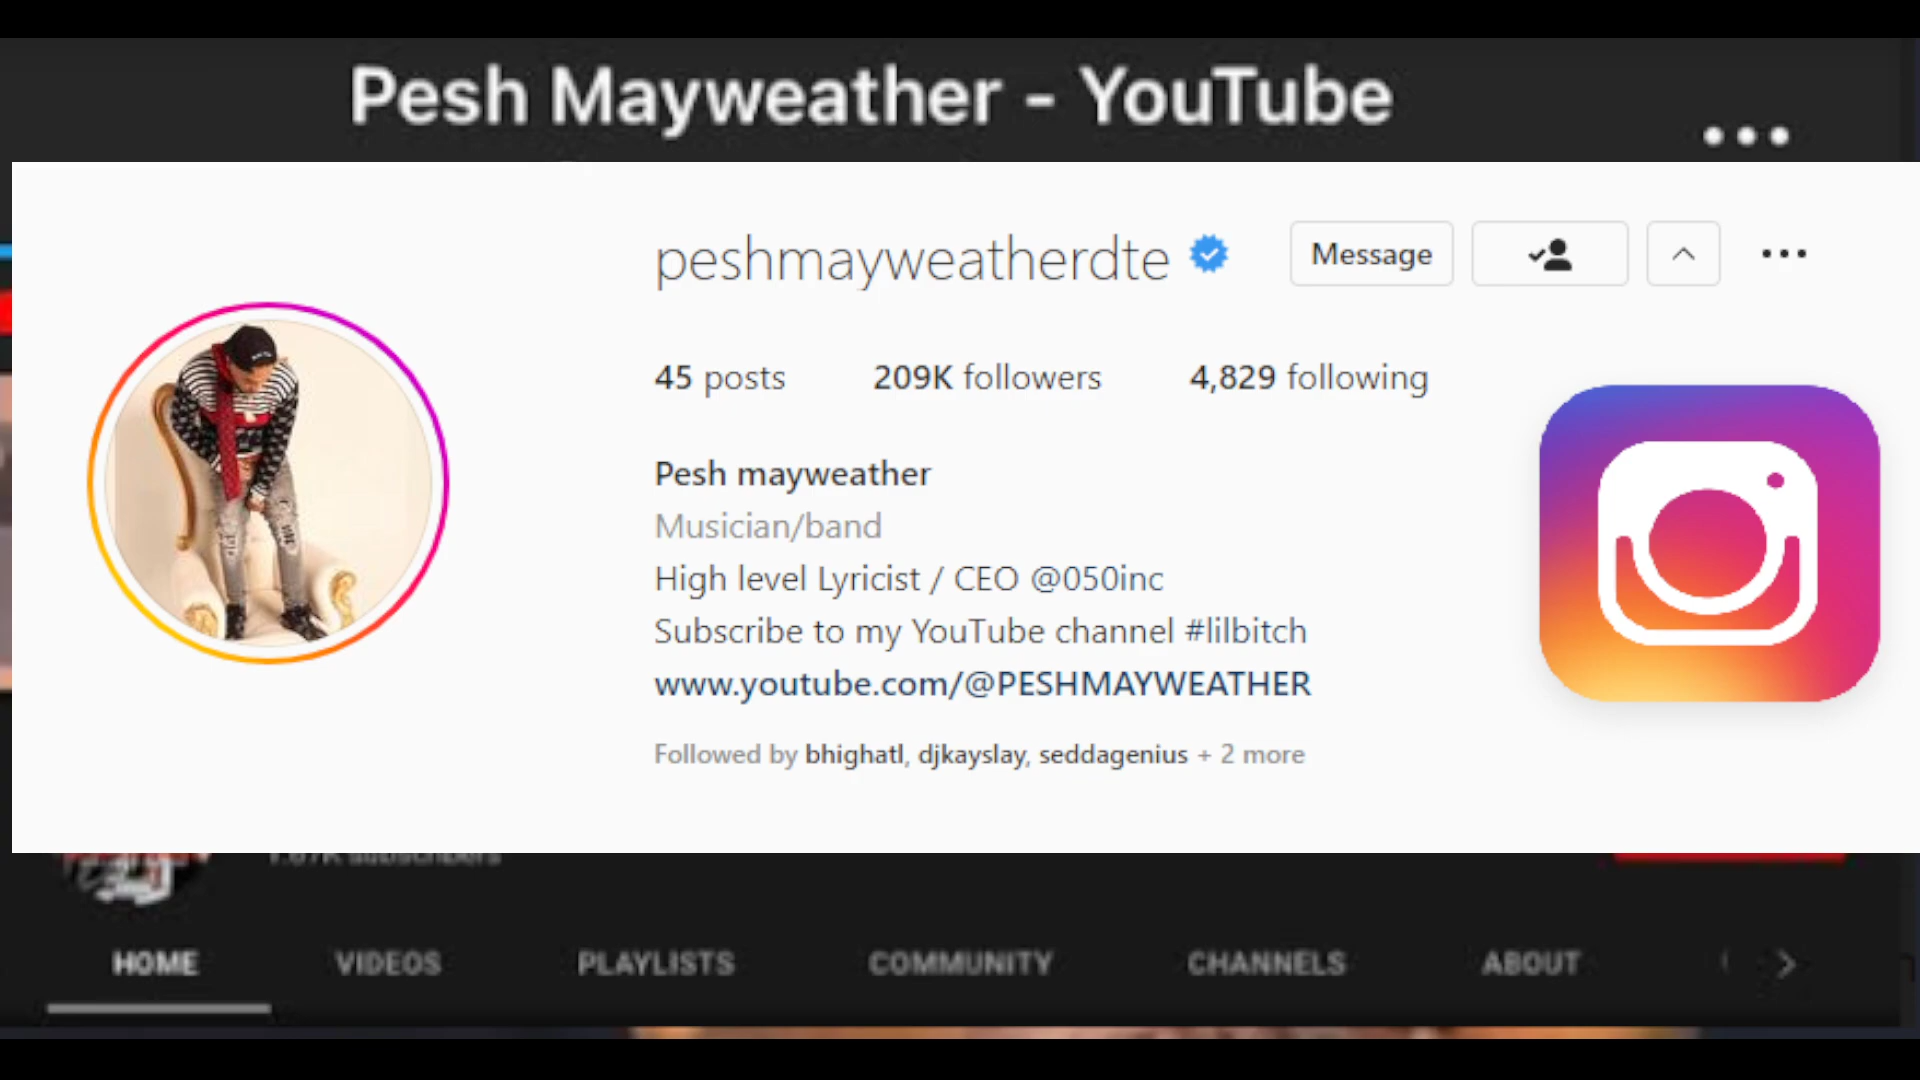 Pesh Mayweather - YouTube
peshmayweatherdte
Message
45 posts 209K followers 4,829 following
Pesh mayweather
Musician/band
High level Lyricist / CEO @050inc
Subscribe to my YouTube channel #lilbitch
www.youtube.com/@PESHMAYWEATHER
Followed by bhighatl, djkayslay, seddagenius + 2 more
HOME VIDEOS PLAYLISTS COMMUNITY CHANNELS ABOUT